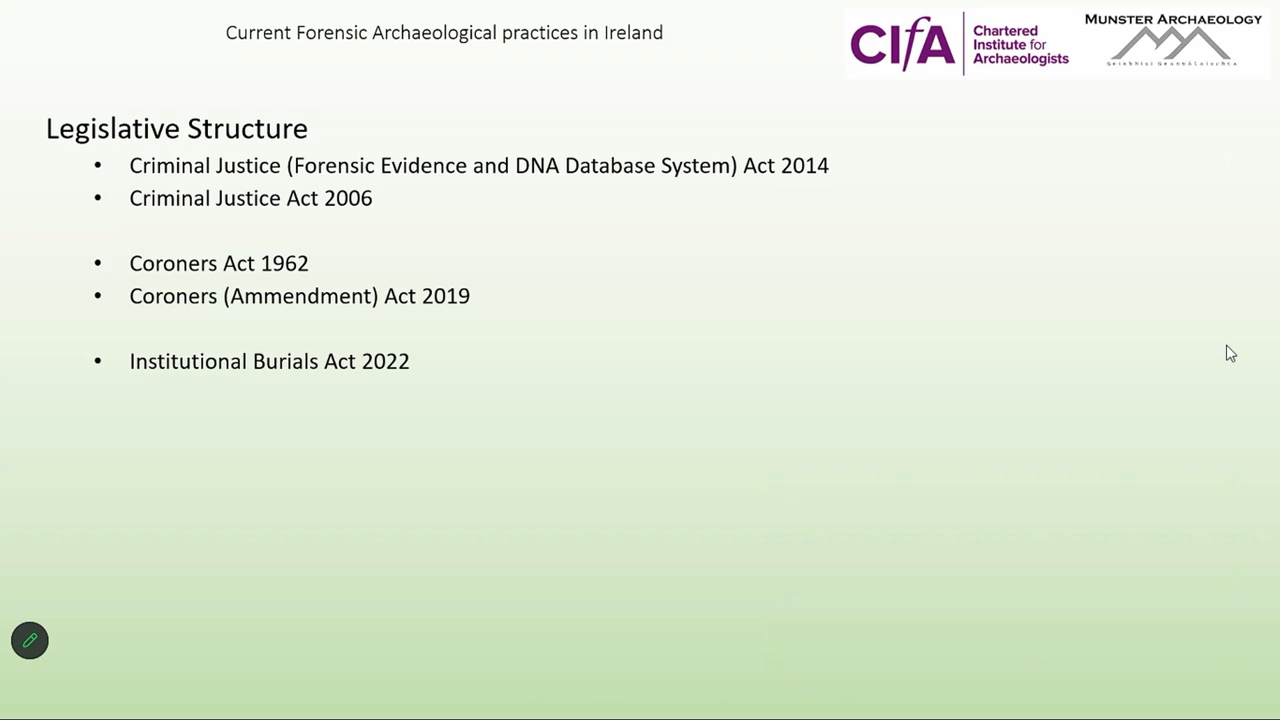 Current Forensic Archaeological practices in Ireland
CIfA
Chartered
Institute for
Archaeologists
MUNSTER ARCHAEOLOGY
Legislative Structure
• Criminal Justice (Forensic Evidence and DNA Database System) Act 2014
• Criminal Justice Act 2006
• Coroners Act 1962
• Coroners (Ammendment) Act 2019
• Institutional Burials Act 2022